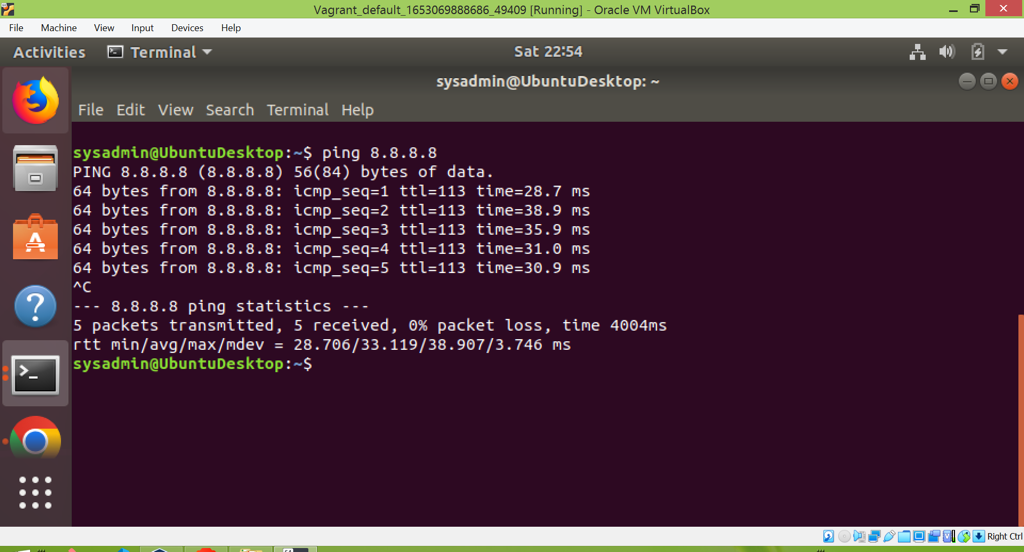 Vagrant_default_1653069888686_49409 [Running] - Oracle VM VirtualBox
File Machine View Input Devices Help
Activities Terminal Sat 22:54
sysadmin@UbuntuDesktop: ~
File Edit View Search Terminal Help
sysadmin@UbuntuDesktop:~$ ping 8.8.8.8
PING 8.8.8.8 (8.8.8.8) 56(84) bytes of data.
64 bytes from 8.8.8.8: icmp_seq=1 ttl=113 time=28.7 ms
64 bytes from 8.8.8.8: icmp_seq=2 ttl=113 time=38.9 ms
64 bytes from 8.8.8.8: icmp_seq=3 ttl=113 time=35.9 ms
64 bytes from 8.8.8.8: icmp_seq=4 ttl=113 time=31.0 ms
64 bytes from 8.8.8.8: icmp_seq=5 ttl=113 time=30.9 ms
^C
--- 8.8.8.8 ping statistics ---
5 packets transmitted, 5 received, 0% packet loss, time 4004ms
rtt min/avg/max/mdev = 28.706/33.119/38.907/3.746 ms
sysadmin@UbuntuDesktop:~$
Right Ctrl